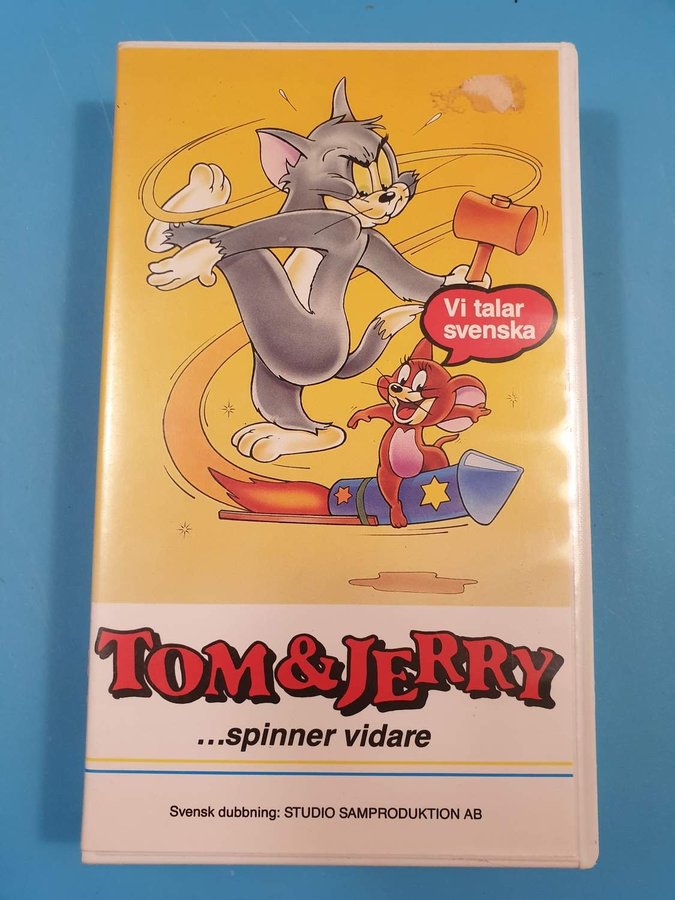 Vi talar
svenska
TOM & JERRY
...spinner vidare
Svensk dubbning: STUDIO SAMPRODUKTION AB